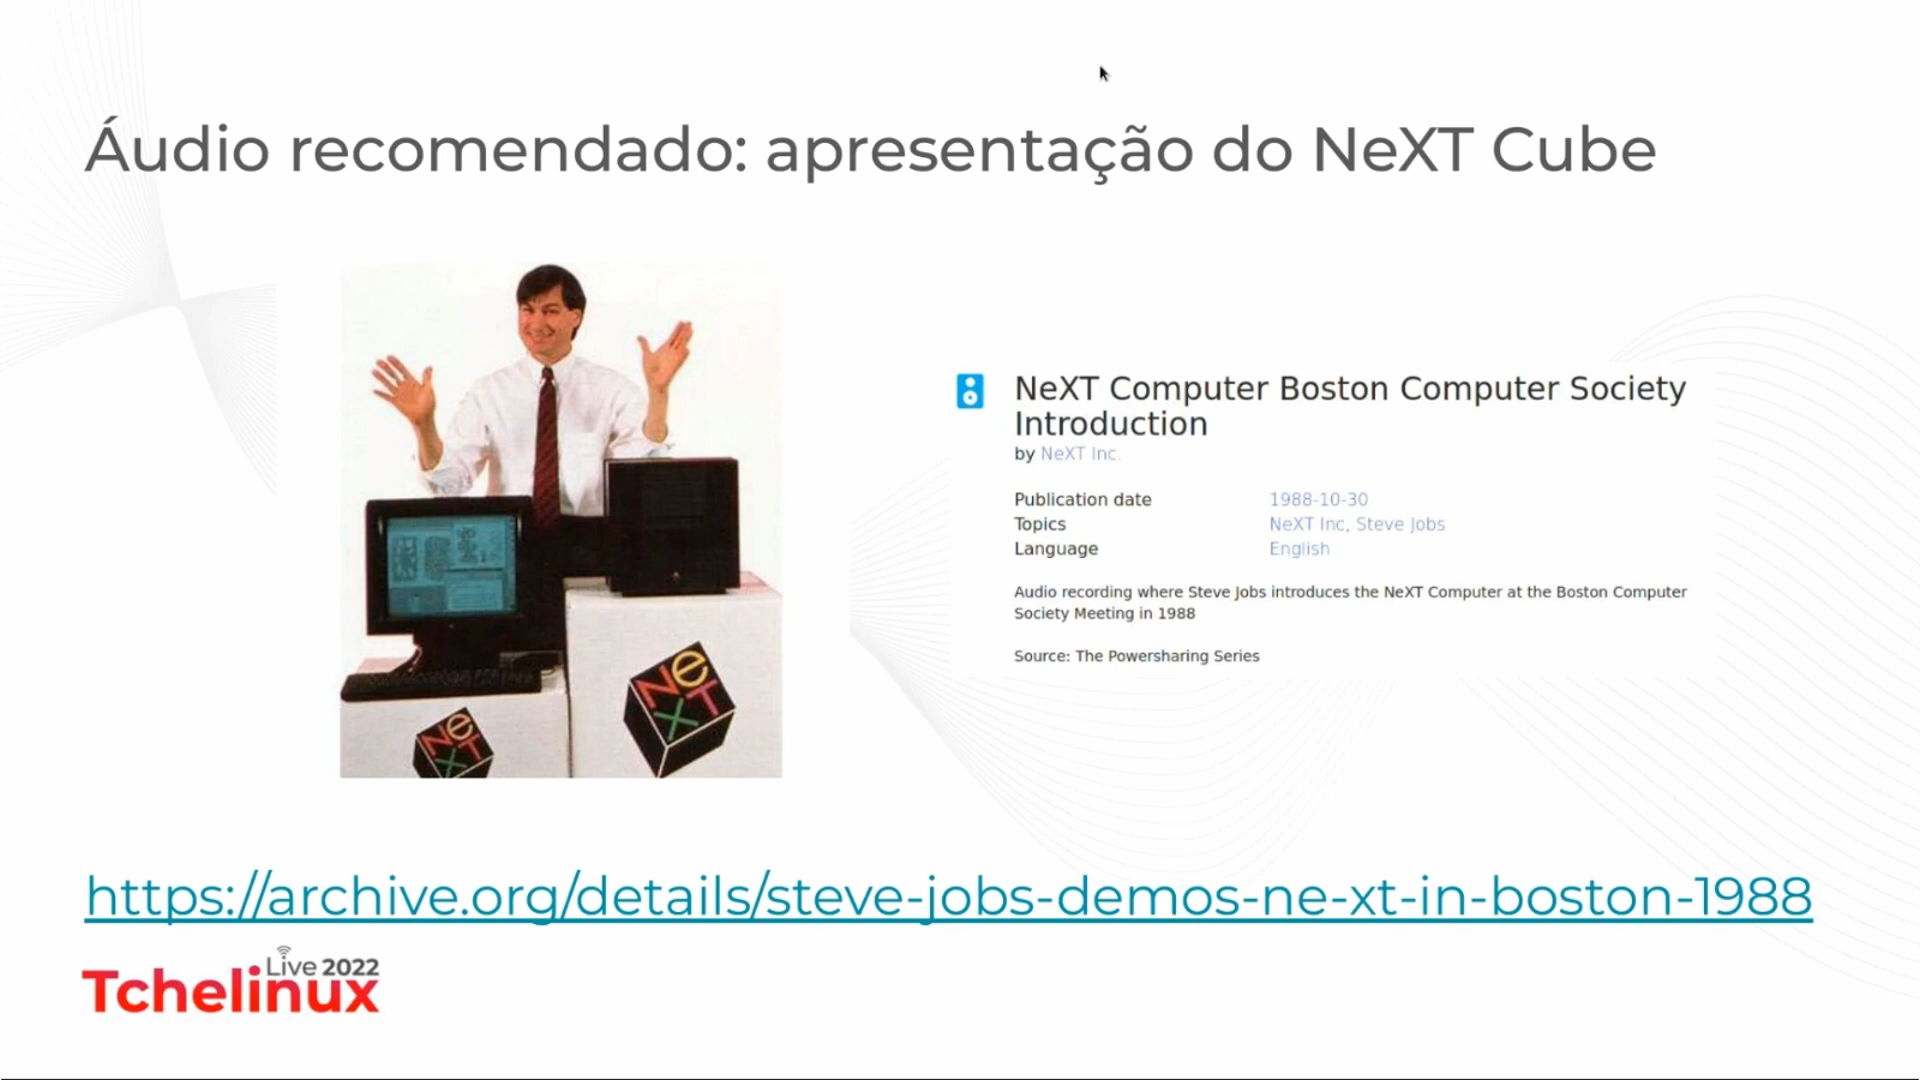 Áudio recomendado: apresentação do NeXT Cube
NeXT Computer Boston Computer Society
Introduction
by NeXT Inc.
Publication date 1988-10-30
Topics NeXT Inc, Steve Jobs
Language English
Audio recording where Steve Jobs introduces the NeXT Computer at the Boston Computer
Society Meeting in 1988
Source: The Powersharing Series
NeXT
NeXT
https://archive.org/details/steve-jobs-demos-ne-xt-in-boston-1988
Live 2022
Tchelinux